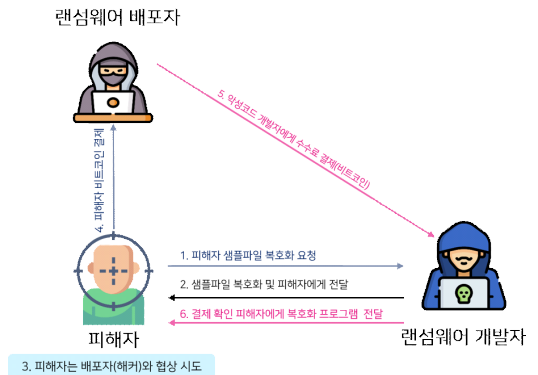 랜섬웨어 배포자
5. 악성코드 개발자에게 수수료 결제(비트코인)
4. 피해자 비트코인 결제
1. 피해자 샘플파일 복호화 요청
2. 샘플파일 복호화 및 피해자에게 전달
6. 결제 확인 피해자에게 복호화 프로그램 전달
피해자
랜섬웨어 개발자
3. 피해자는 배포자(해커)와 협상 시도